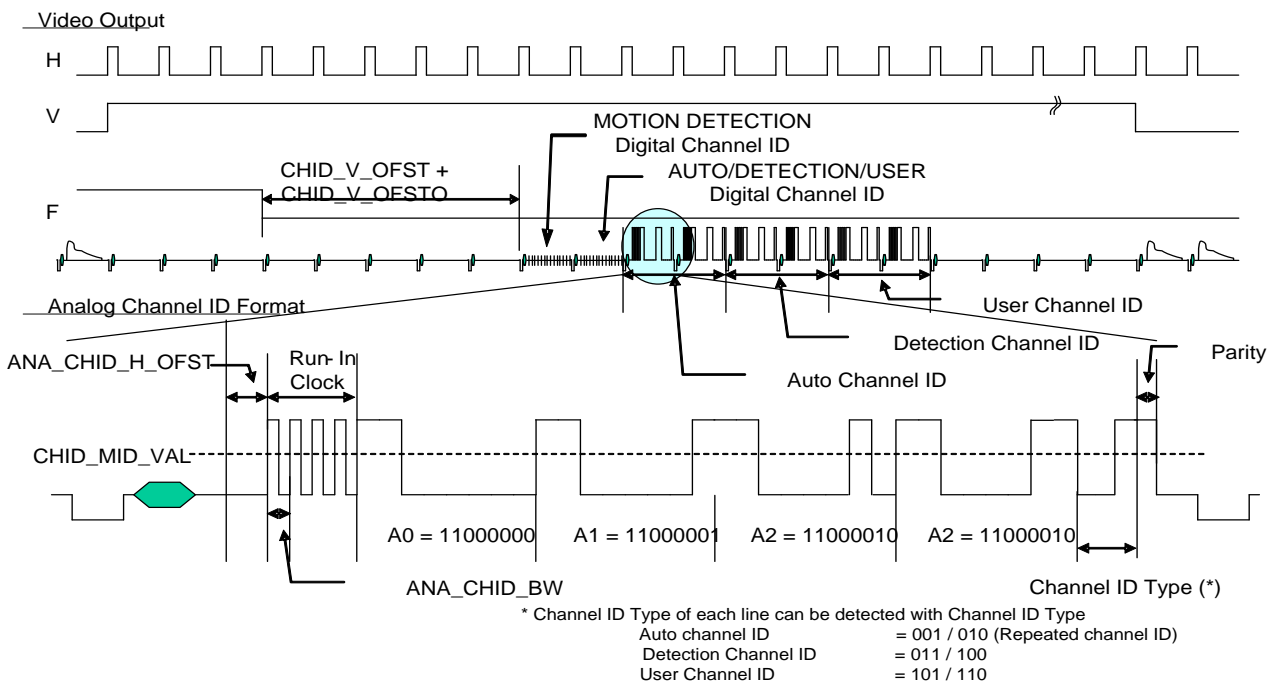 Video Output
H
V
MOTION DETECTION
Digital Channel ID
CHID_V_OFST +
CHID_V_OFSTO
AUTO/DETECTION/USER
Digital Channel ID
F
Analog Channel ID Format
User Channel ID
Detection Channel ID
Auto Channel ID
Parity
ANA_CHID_H_OFST
Run-In
Clock
CHID_MID_VAL
A0 = 11000000
A1 = 11000001
A2 = 11000010
A2 = 11000010
ANA_CHID_BW
Channel ID Type (*)
* Channel ID Type of each line can be detected with Channel ID Type
Auto channel ID = 001 / 010 (Repeated channel ID)
Detection Channel ID = 011 / 100
User Channel ID = 101 / 110